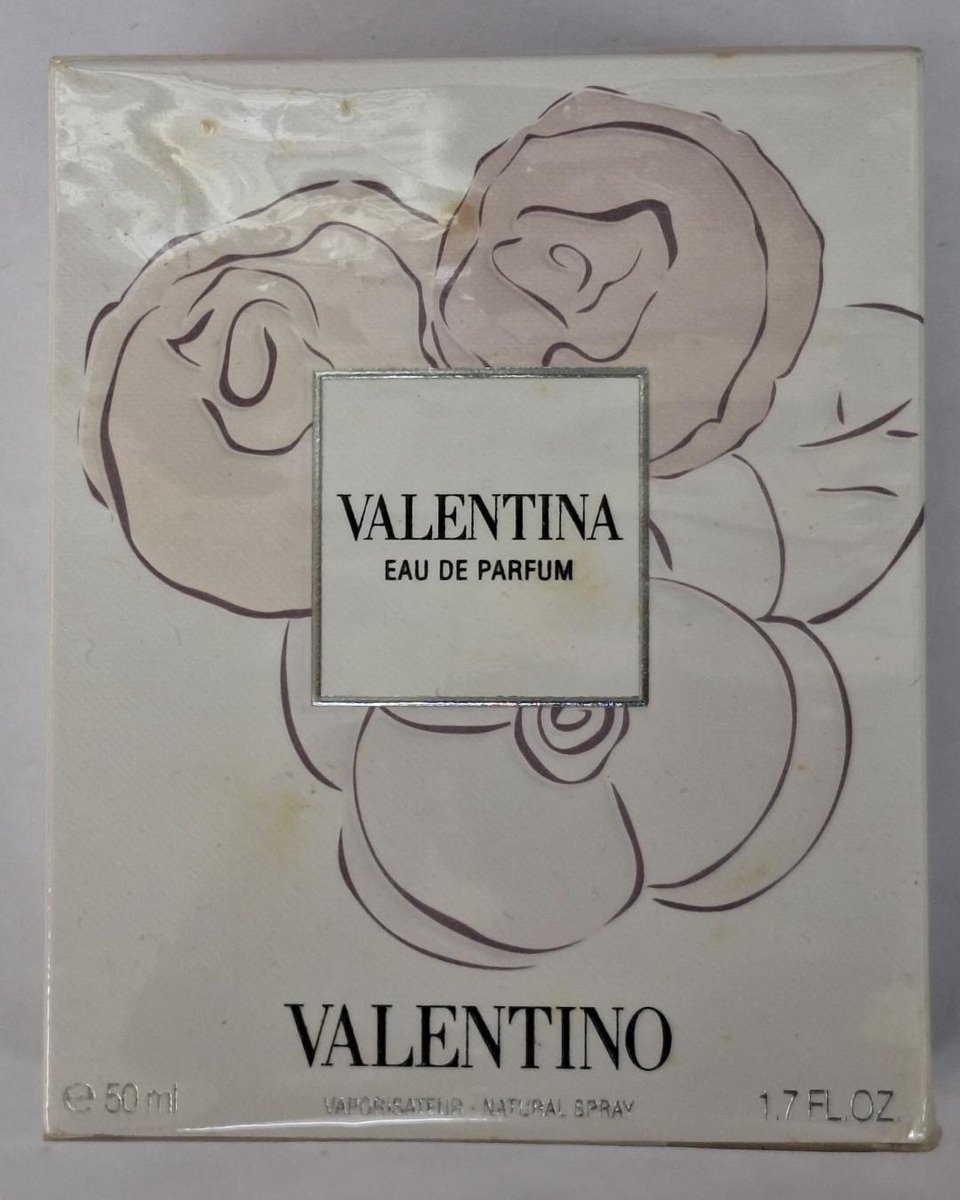 VALENTINA
EAU DE PARFUM
VALENTINO
℮ 50 ml
VAPORISATEUR - NATURAL SPRAY
1.7 FL.OZ.